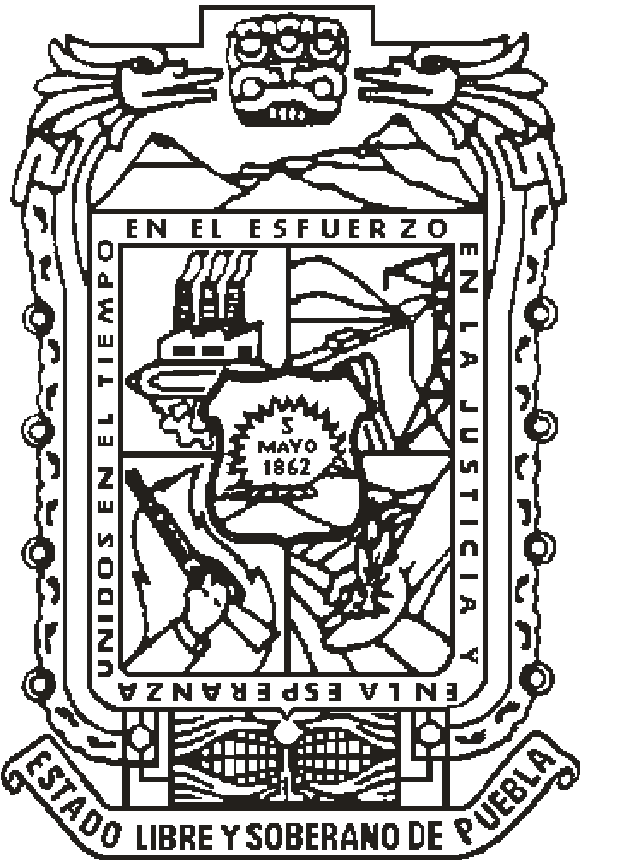 UNIDOS EN EL TIEMPO
EN EL ESFUERZO
EN LA JUSTICIA Y
EN LA ESPERANZA
5
MAYO
1862
ESTADO LIBRE Y SOBERANO DE PUEBLA